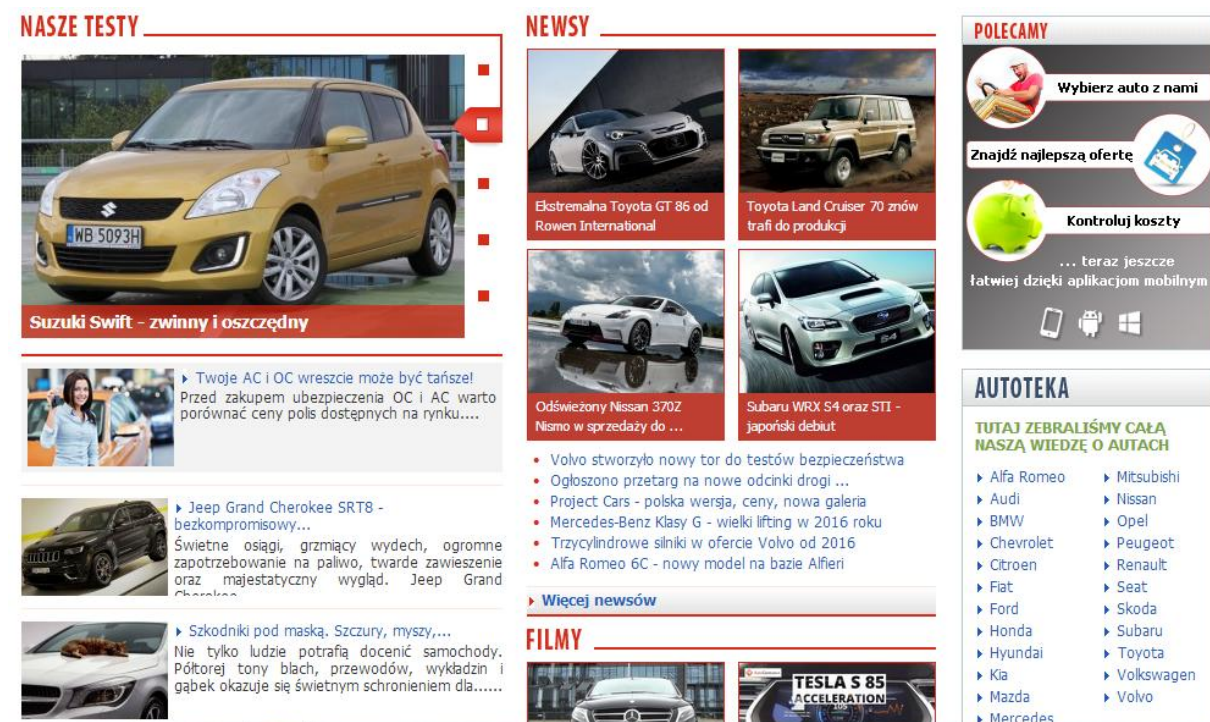 NASZE TESTY
WB 5093H
Suzuki Swift - zwinny i oszczędny
Twoje AC i OC wreszcie może być tańsze!
Przed zakupem ubezpieczenia OC i AC warto
porównać ceny polis dostępnych na rynku....
Jeep Grand Cherokee SRT8 -
bezkompromisowy...
Świetne osiągi, grzmiący wydech, ogromne
zapotrzebowanie na paliwo, twarde zawieszenie
oraz majestatyczny wygląd. Jeep Grand
Cherokee
Szkodniki pod maską. Szczury, myszy,...
Nie tylko ludzie potrafią docenić samochody.
Półtorej tony blach, przewodów, wykładzin i
gąbek okazuje się świetnym schronieniem dla......
NEWSY
Ekstremalna Toyota GT 86 od
Rowen International
Toyota Land Cruiser 70 znów
trafi do produkcji
Odświeżony Nissan 370Z
Nismo w sprzedaży do ...
S4
Subaru WRX S4 oraz STI -
japoński debiut
• Volvo stworzyło nowy tor do testów bezpieczeństwa
• Ogłoszono przetarg na nowe odcinki drogi ...
• Project Cars - polska wersja, ceny, nowa galeria
• Mercedes-Benz Klasy G - wielki lifting w 2016 roku
• Trzycylindrowe silniki w ofercie Volvo od 2016
• Alfa Romeo 6C - nowy model na bazie Alfieri
Więcej newsów
FILMY
TESLA S 85
ACCELERATION
105
POLECAMY
Wybierz auto z nami
Znajdź najlepszą ofertę
Kontroluj koszty
... teraz jeszcze
łatwiej dzięki aplikacjom mobilnym
AUTOTEKA
TUTAJ ZEBRALIŚMY CAŁĄ
NASZĄ WIEDZĘ O AUTACH
Alfa Romeo
Audi
BMW
Chevrolet
Citroen
Fiat
Ford
Honda
Hyundai
Kia
Mazda
Mercedes
Mitsubishi
Nissan
Opel
Peugeot
Renault
Seat
Skoda
Subaru
Toyota
Volkswagen
Volvo